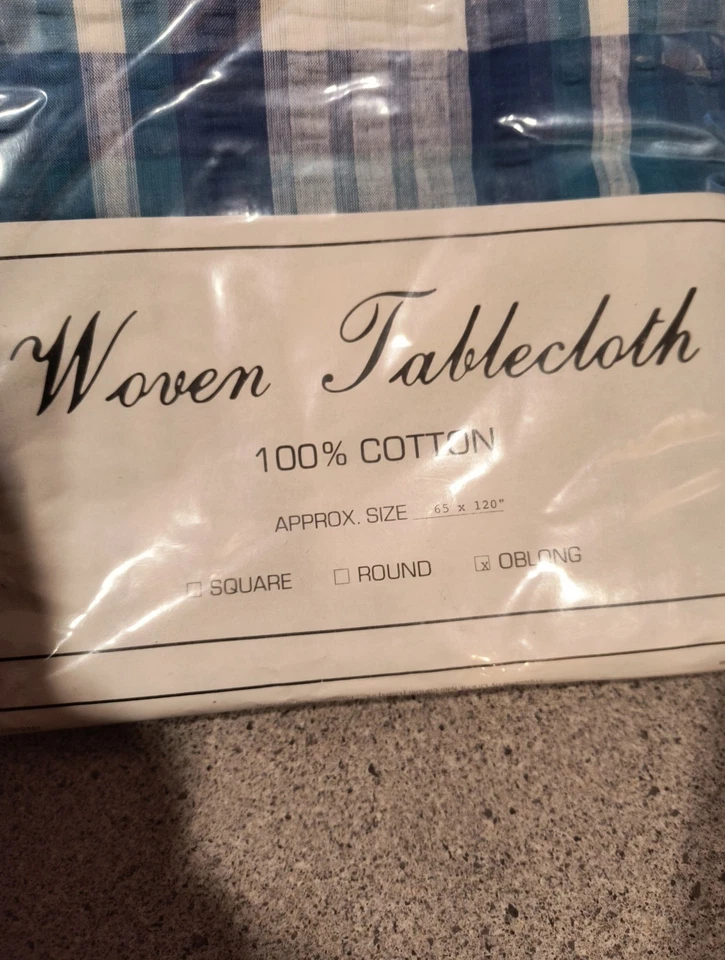 Woven Tablecloth
100% COTTON
APPROX. SIZE 65 x 120"
☐ SQUARE ☐ ROUND ☒ OBLONG